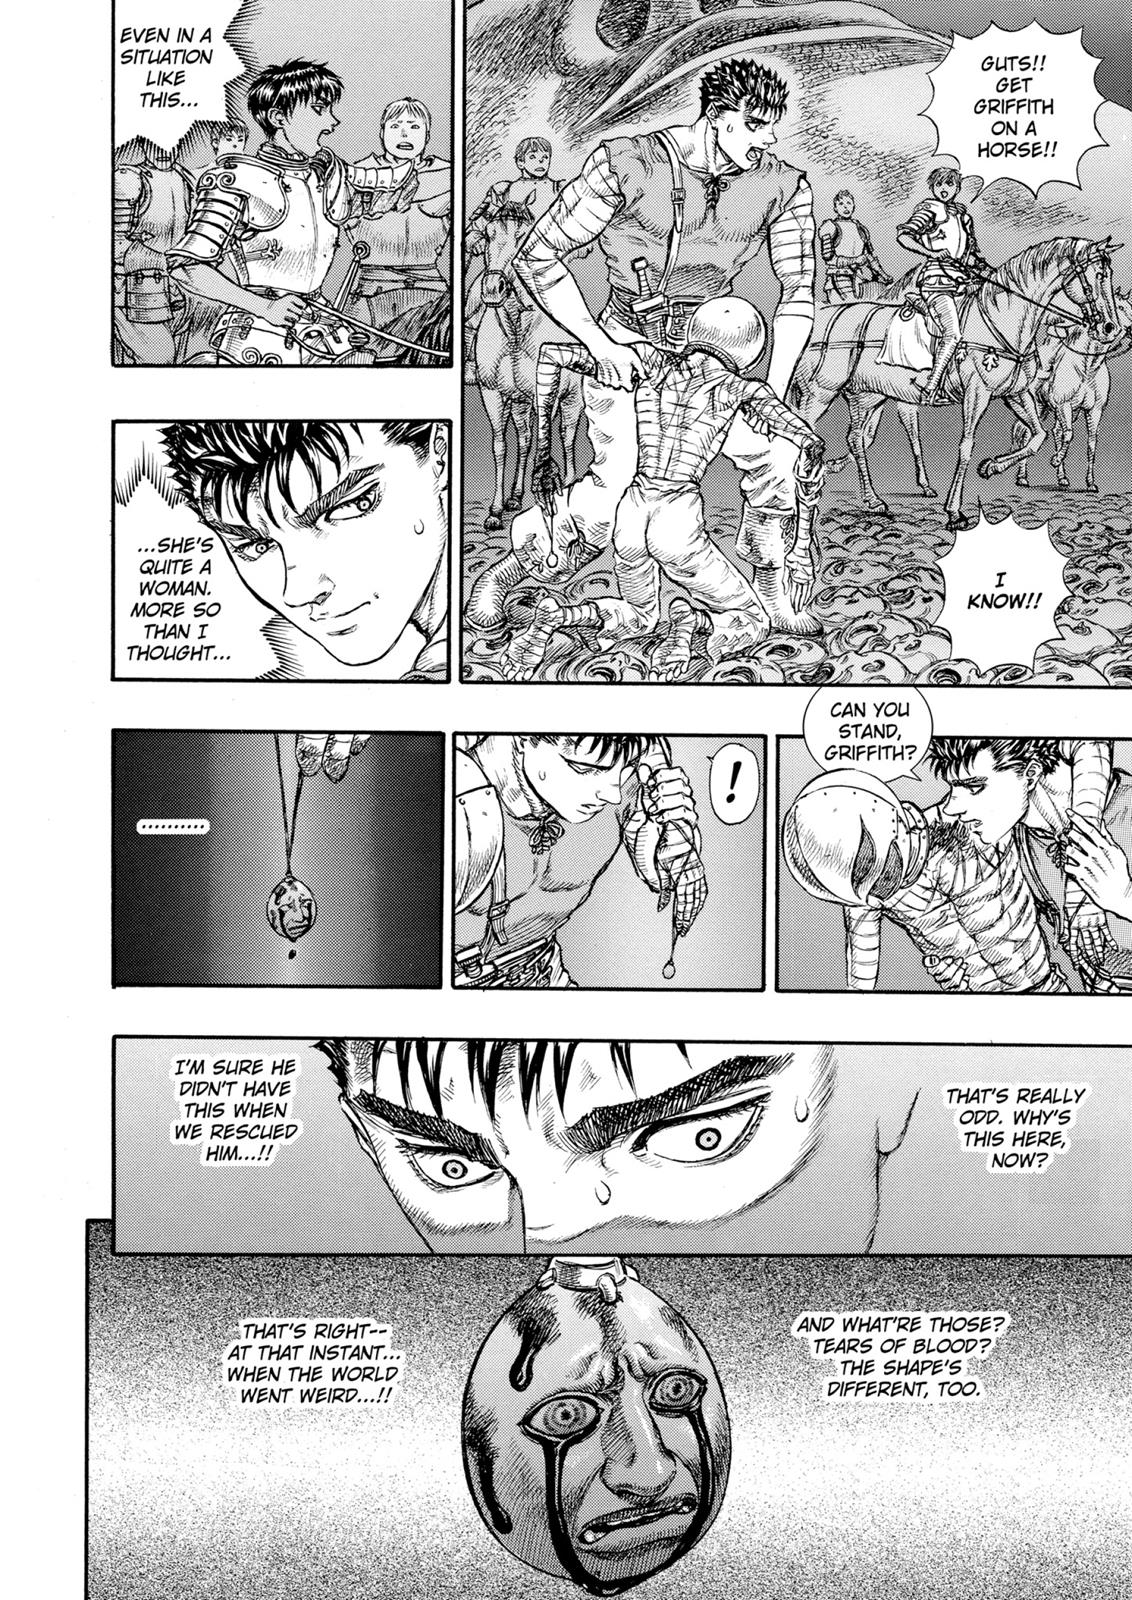 GUTS!!
GET
GRIFFITH
ON A
HORSE!!
I
KNOW!!
EVEN IN A
SITUATION
LIKE
THIS...
...SHE'S
QUITE A
WOMAN.
MORE SO
THAN I
THOUGHT...
CAN YOU
STAND,
GRIFFITH?
!
..........
THAT'S REALLY
ODD. WHY'S
THIS HERE,
NOW?
I'M SURE HE
DIDN'T HAVE
THIS WHEN
WE RESCUED
HIM...!!
AND WHAT'RE THOSE?
TEARS OF BLOOD?
THE SHAPE'S
DIFFERENT, TOO.
THAT'S RIGHT--
AT THAT INSTANT...
WHEN THE WORLD
WENT WEIRD...!!